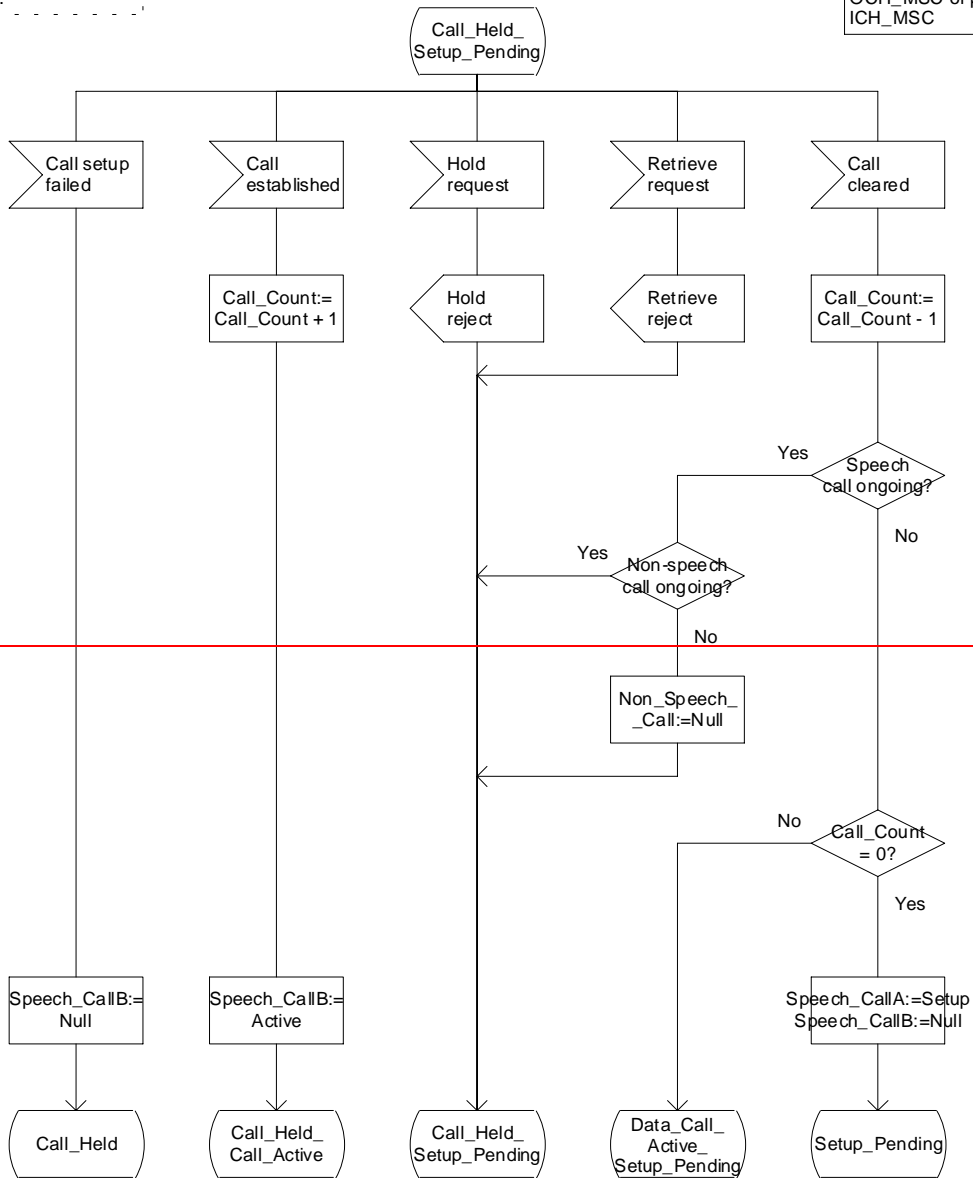 ICH_MSC
Call_Held_
Setup_Pending
Call setup
failed
Call
established
Hold
request
Retrieve
request
Call
cleared
Call_Count:=
Call_Count + 1
Hold
reject
Retrieve
reject
Call_Count:=
Call_Count - 1
Yes
Speech
call ongoing?
No
Yes
Non-speech
call ongoing?
No
Non_Speech_
_Call:=Null
No
Call_Count
= 0?
Yes
Speech_CallB:=
Null
Speech_CallB:=
Active
Speech_CallA:=Setup
Speech_CallB:=Null
Call_Held
Call_Held_
Call_Active
Call_Held_
Setup_Pending
Data_Call_
Active_
Setup_Pending
Setup_Pending